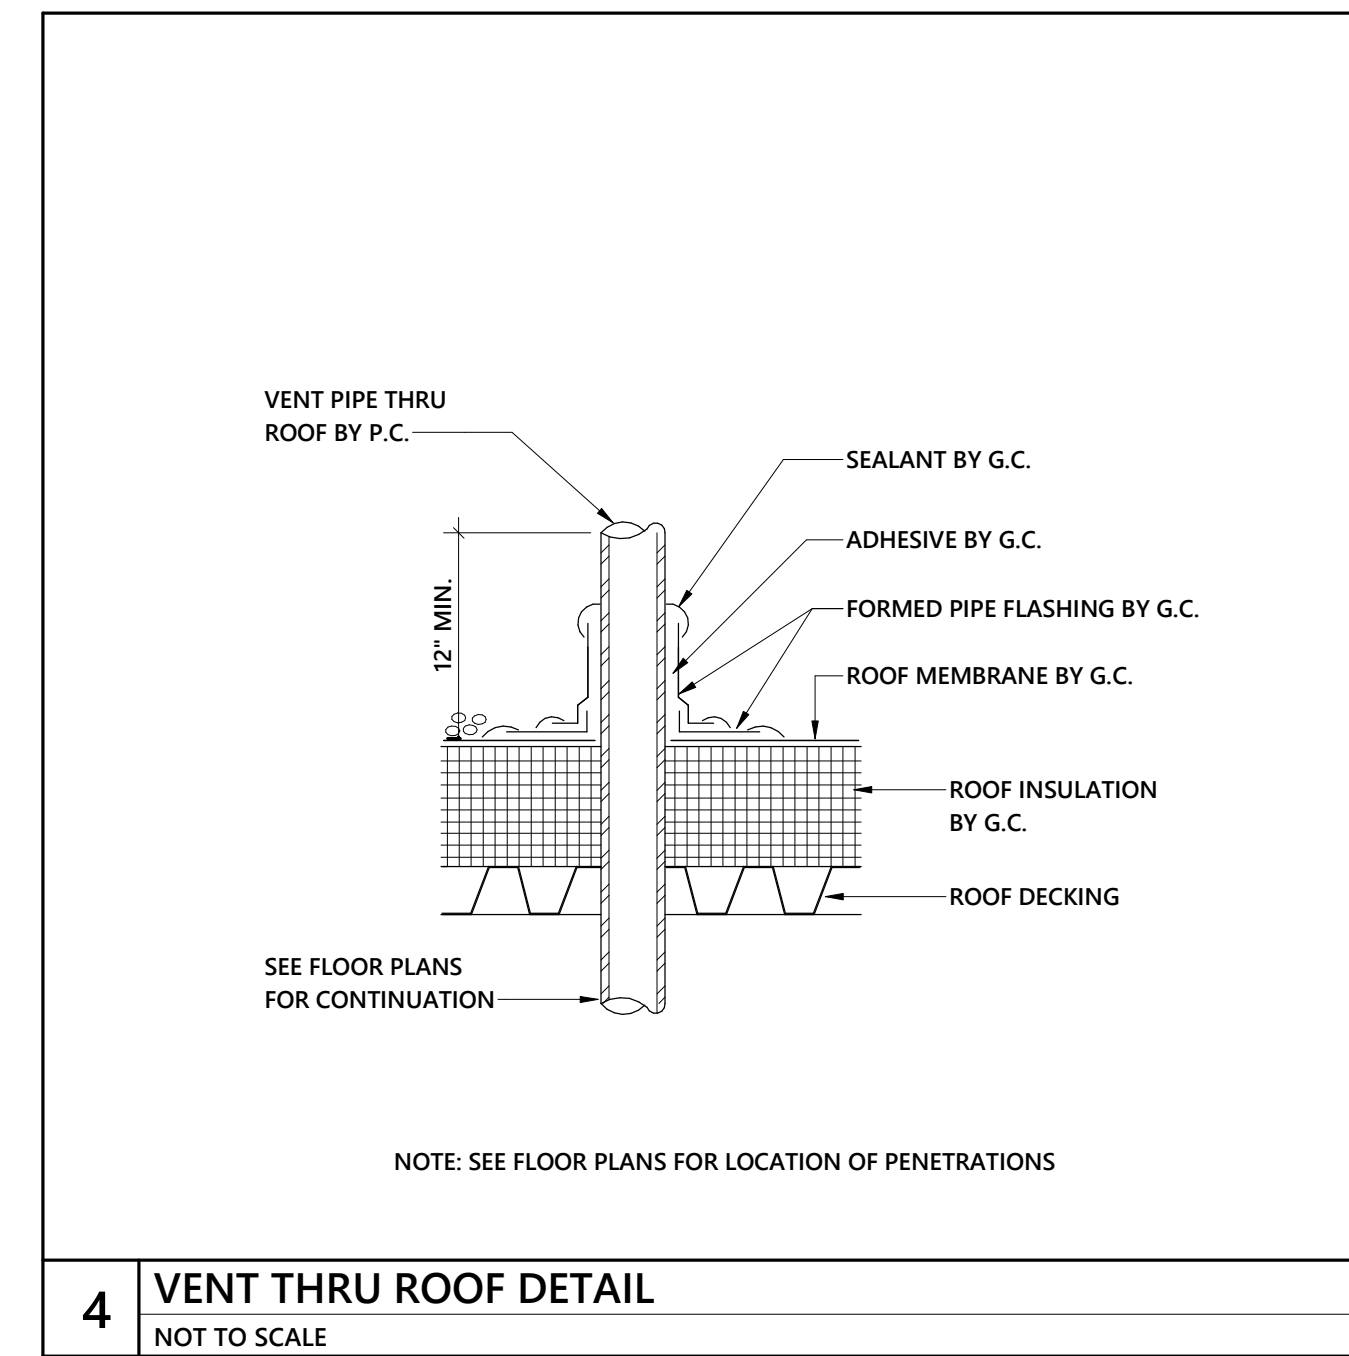 VENT PIPE THRU
ROOF BY P.C.
SEALANT BY G.C.
ADHESIVE BY G.C.
12" MIN.
FORMED PIPE FLASHING BY G.C.
ROOF MEMBRANE BY G.C.
ROOF INSULATION
BY G.C.
ROOF DECKING
SEE FLOOR PLANS
FOR CONTINUATION
NOTE: SEE FLOOR PLANS FOR LOCATION OF PENETRATIONS
4
VENT THRU ROOF DETAIL
NOT TO SCALE